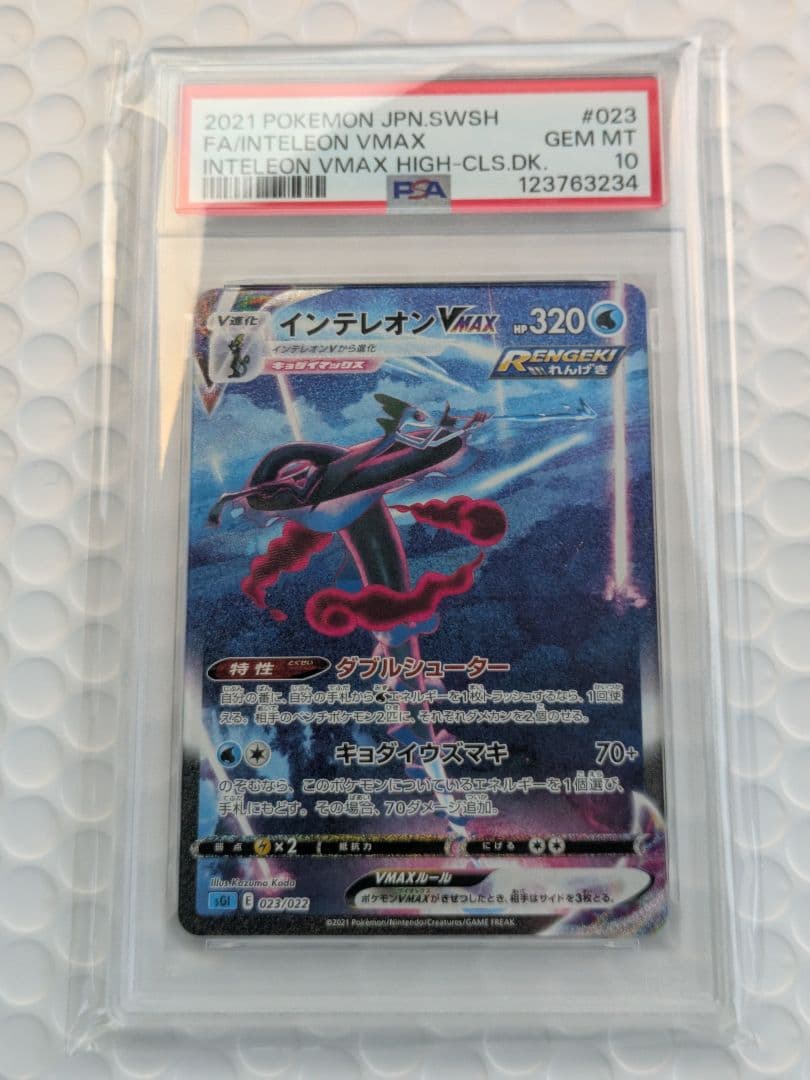 2021 POKEMON JPN.SWSH #023
FA/INTELEON VMAX GEM MT
INTELEON VMAX HIGH-CLS.DK. 10
PSA 123763234
V進化 インテレオンVMAX HP320
インテレオンVから進化
キョダイマックス
RENGEKI
れんげき
特性 とくせい ダブルシューター
自分の番に、自分の手札からエネルギーを1枚トラッシュするなら、1回使
える。相手のベンチポケモン2匹に、それぞれダメカンを2個のせる。
キョダイウズマキ 70+
のぞむなら、このポケモンについているエネルギーを1個選び、
手札にもどす。その場合、70ダメージ追加。
弱点 ×2 抵抗力 にげる
Illus. Kazuma Koda
VMAXルール
sGI E 023/022
ポケモンVMAXがきぜつしたとき、相手はサイドを3枚とる。
©2021 Pokémon/Nintendo/Creatures/GAME FREAK